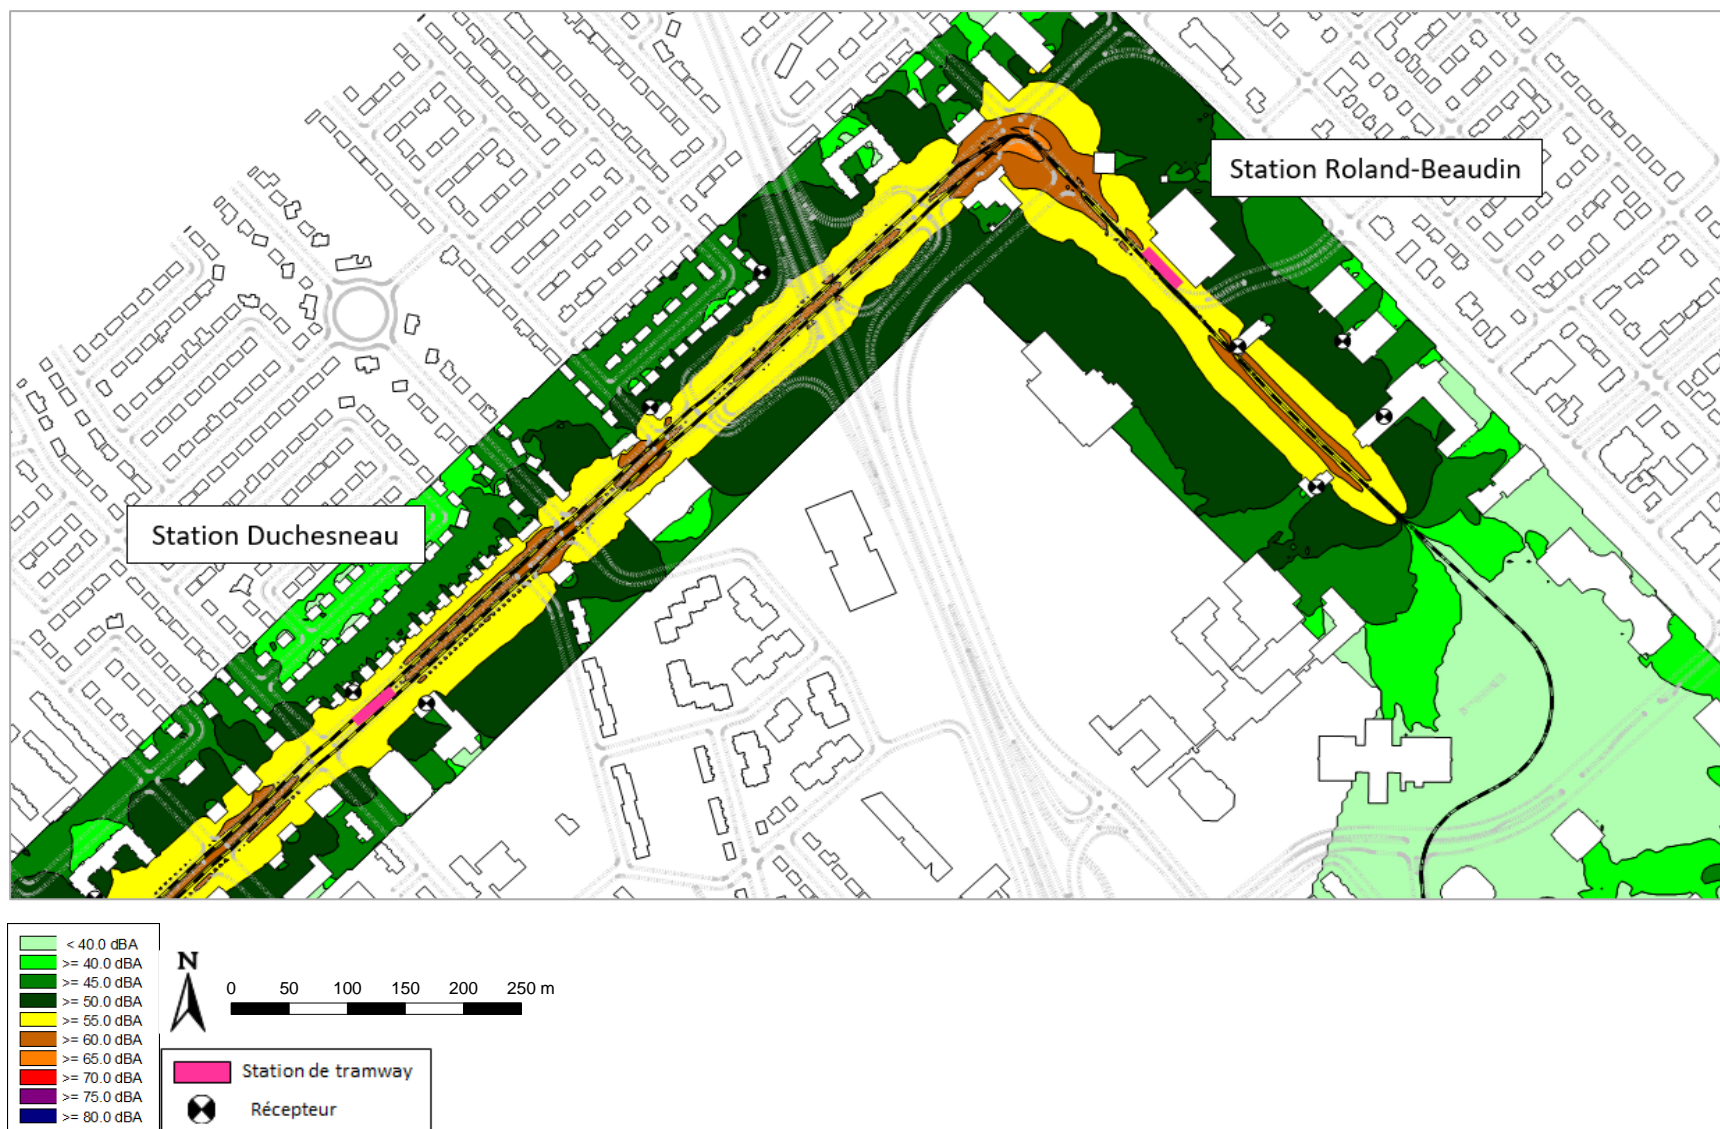 Station Roland-Beaudin
Station Duchesneau
< 40.0 dBA
>= 40.0 dBA
>= 45.0 dBA
>= 50.0 dBA
>= 55.0 dBA
>= 60.0 dBA
>= 65.0 dBA
>= 70.0 dBA
>= 75.0 dBA
>= 80.0 dBA
N
0 50 100 150 200 250 m
Station de tramway
Récepteur